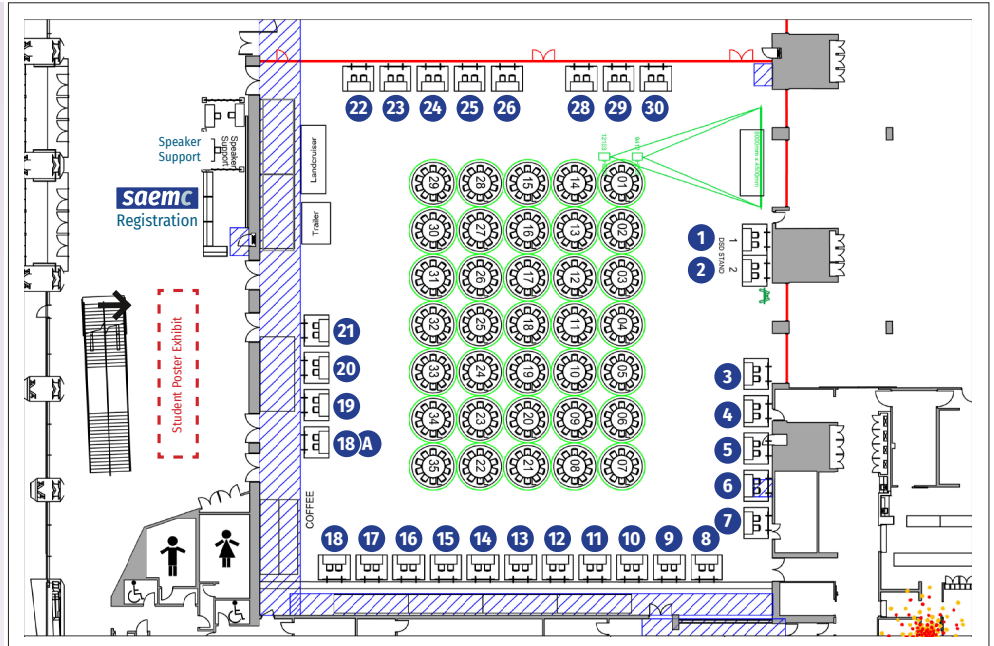 22 23 24 25 26 28 29 30
Speaker
Support
Speaker
Support
saemc
Registration
Landcruiser
Trailer
Student Poster Exhibit
29 28 15 14 01
30 27 16 13 02
31 26 17 12 03
32 25 18 11 04
33 24 19 10 05
34 23 20 09 06
35 22 21 08 07
1 1
2 2
DSD STAND
3
4
5
6
7
21
20
19
18A
COFFEE
18 17 16 15 14 13 12 11 10 9 8